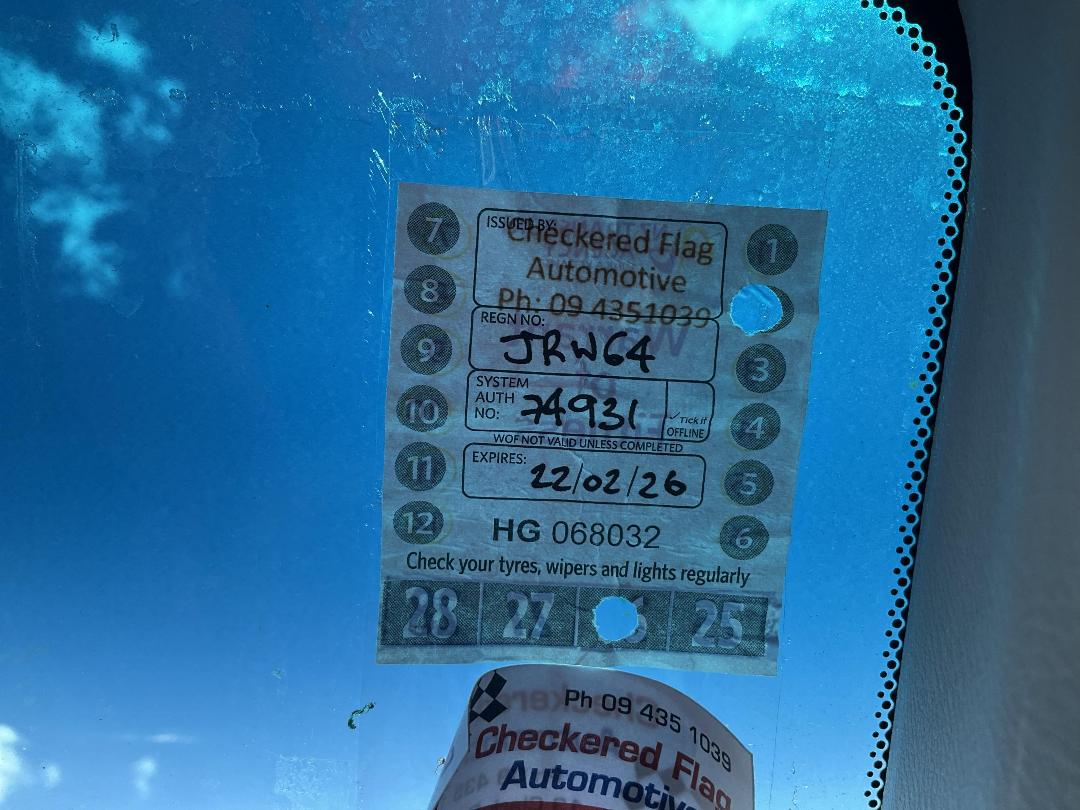 7
ISSUED BY:
Checkered Flag
Automotive
Ph: 09 4351039
1
8
REGN NO:
JRW64
9
3
SYSTEM
AUTH
NO: 74931
✓ Tick if
OFFLINE
10
4
WOF NOT VALID UNLESS COMPLETED
11
EXPIRES: 22/02/26
5
12
HG 068032
6
Check your tyres, wipers and lights regularly
28 27 25
Ph 09 435 1039
Checkered Flag
Automotive